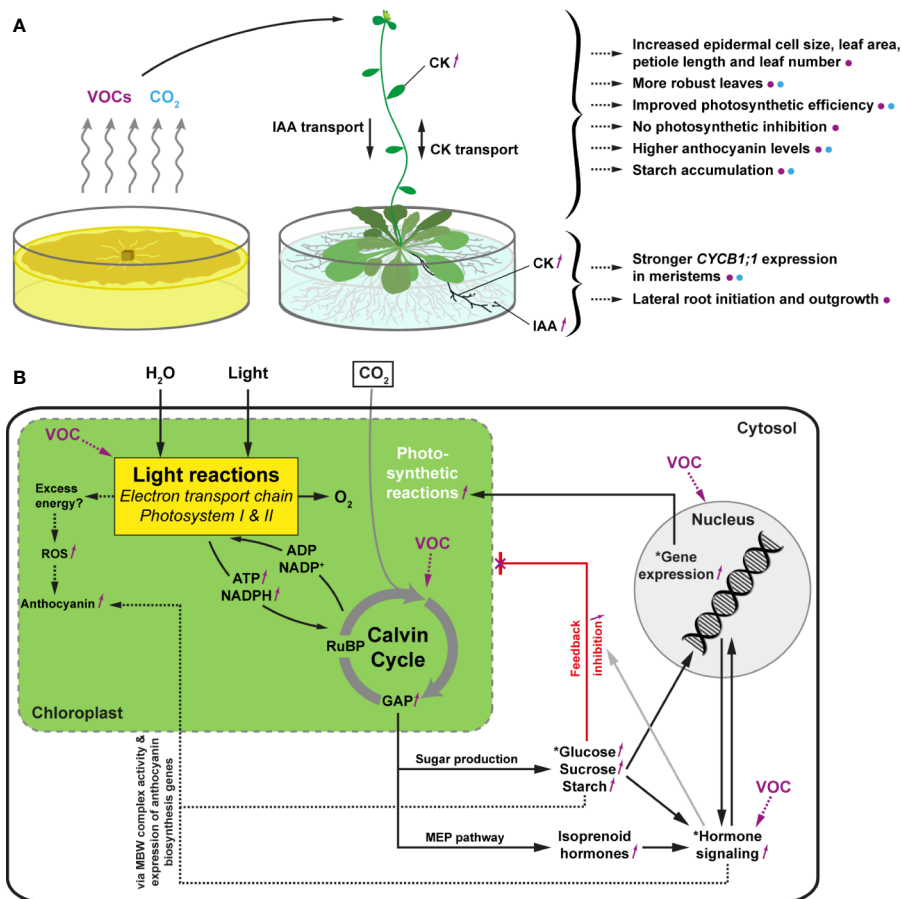 A
VOCs CO2
CK
IAA transport
CK transport
CK
IAA
Increased epidermal cell size, leaf area,
petiole length and leaf number
More robust leaves
Improved photosynthetic efficiency
No photosynthetic inhibition
Higher anthocyanin levels
Starch accumulation
Stronger CYCB1;1 expression
in meristems
Lateral root initiation and outgrowth
B
H2O
Light
CO2
Cytosol
VOC
Light reactions
Electron transport chain
Photosystem I & II
O2
Excess
energy?
ROS
Anthocyanin
Photo-
synthetic
reactions
ADP
NADP+
ATP
NADPH
VOC
RuBP
Calvin
Cycle
GAP
Chloroplast
VOC
Nucleus
*Gene
expression
Feedback
inhibition
Sugar production
*Glucose
Sucrose
Starch
MEP pathway
Isoprenoid
hormones
VOC
*Hormone
signaling
via MBW complex activity &
expression of anthocyanin
biosynthesis genes